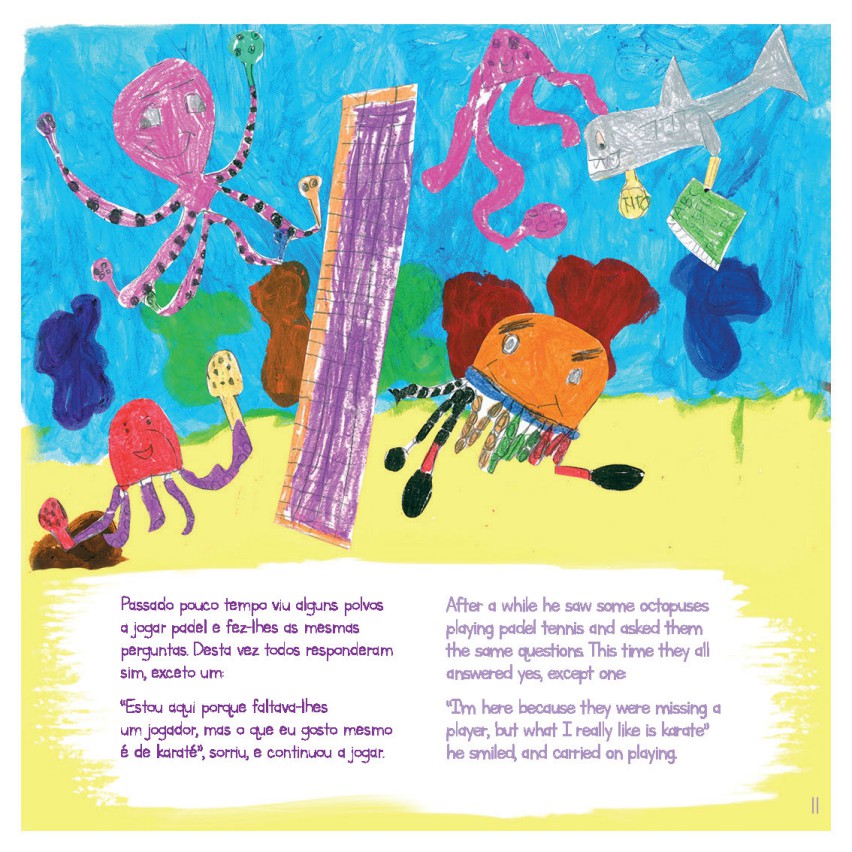 TITO
Passado pouco tempo viu alguns polvos
a jogar padel e fez-lhes as mesmas
perguntas. Desta vez todos responderam
sim, exceto um:
"Estou aqui porque faltava-lhes
um jogador, mas o que eu gosto mesmo
é de karaté", sorriu, e continuou a jogar.
After a while he saw some octopuses
playing padel tennis and asked them
the same questions. This time they all
answered yes, except one:
"I'm here because they were missing a
player, but what I really like is karate"
he smiled, and carried on playing.
11